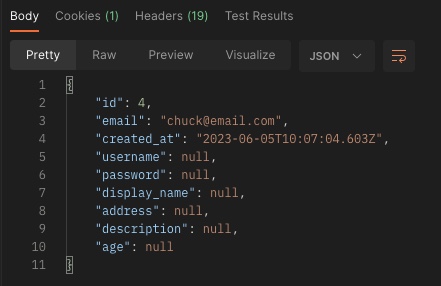 Body Cookies (1) Headers (19) Test Results
Pretty Raw Preview Visualize JSON
1 {
2 "id": 4,
3 "email": "chuck@email.com",
4 "created_at": "2023-06-05T10:07:04.603Z",
5 "username": null,
6 "password": null,
7 "display_name": null,
8 "address": null,
9 "description": null,
10 "age": null
11 }